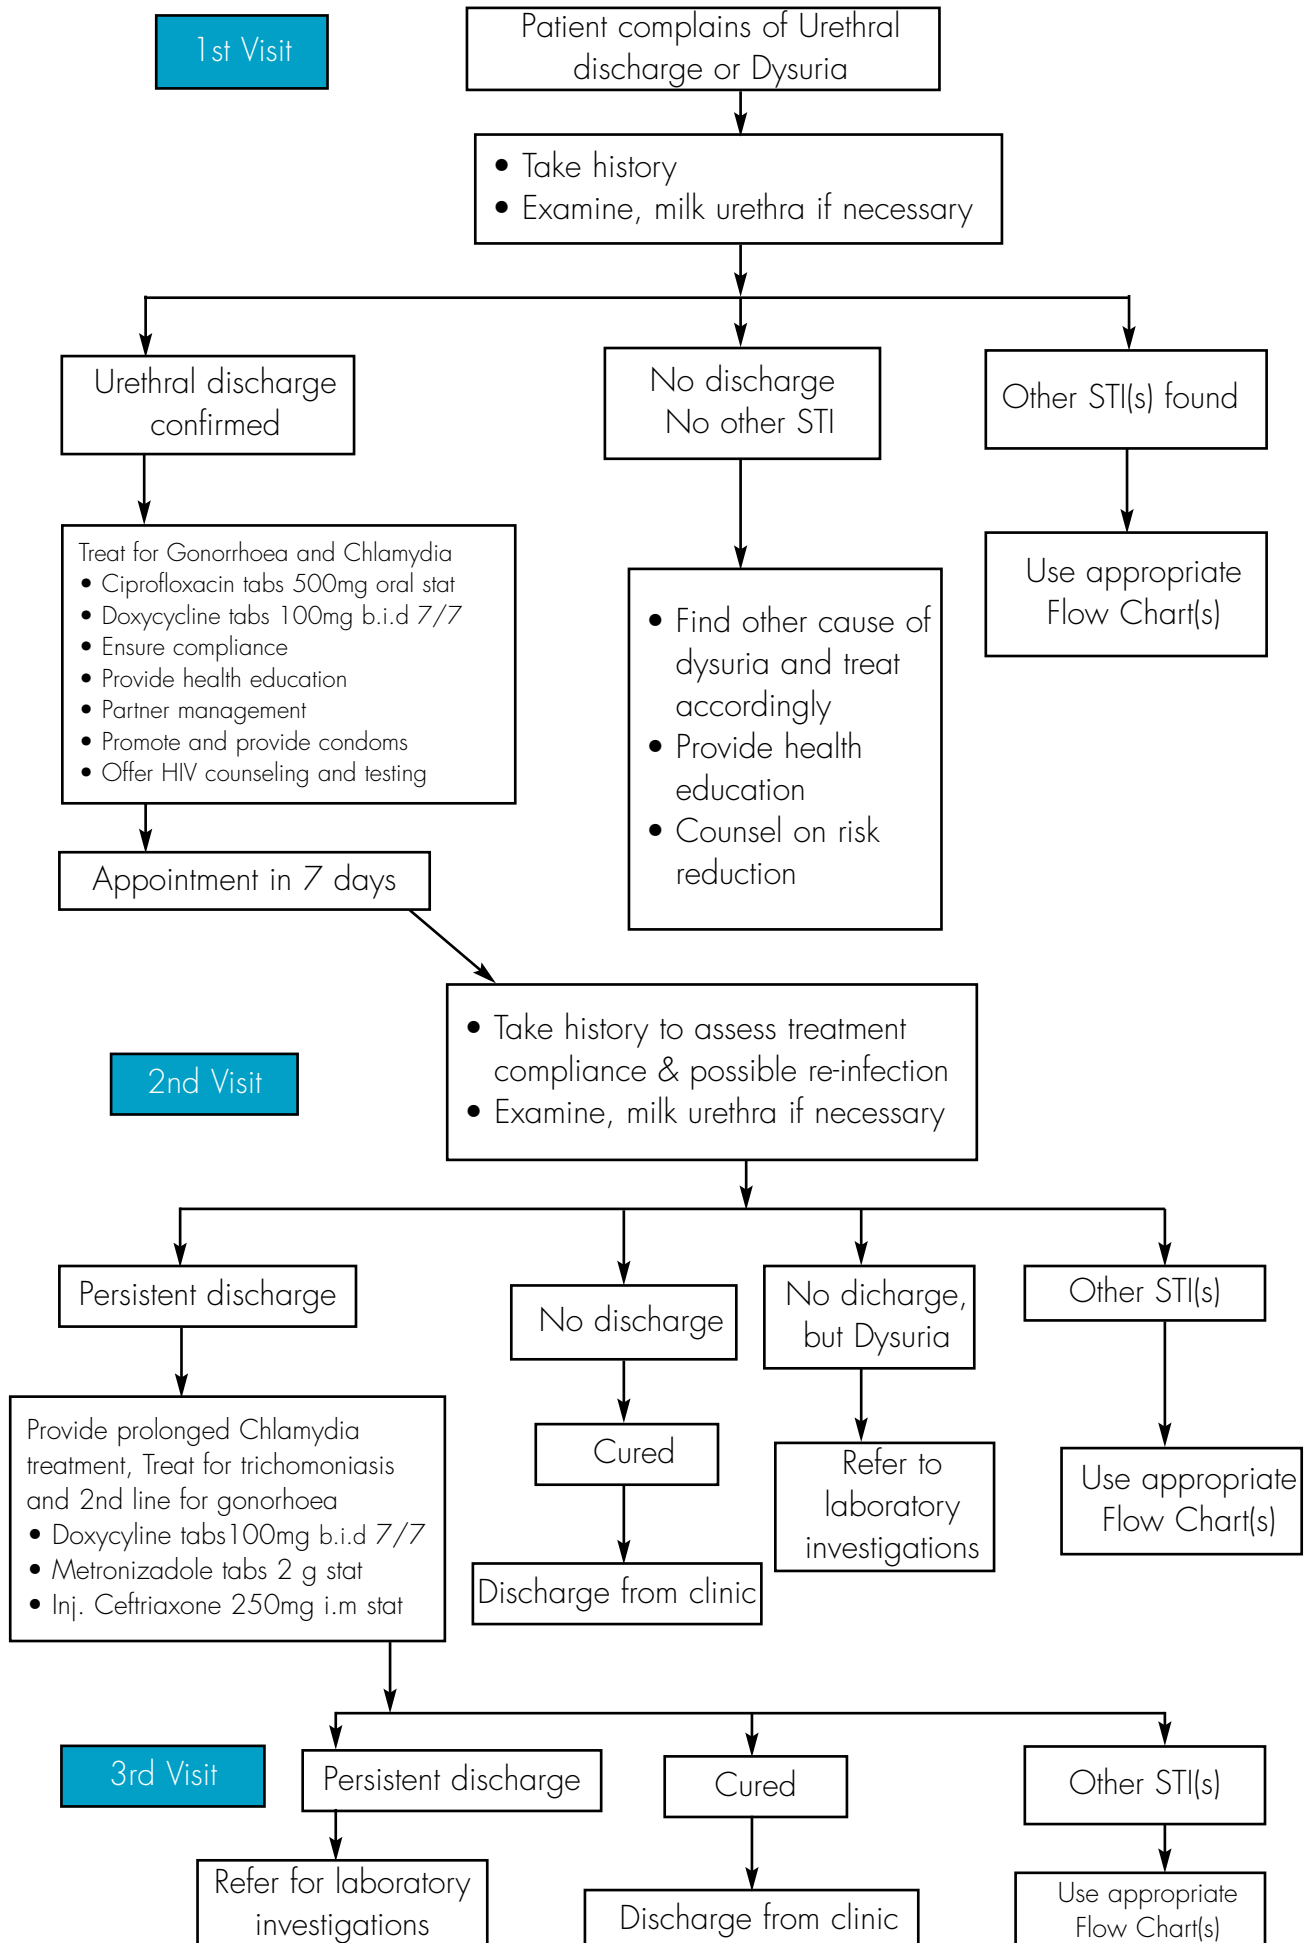 1st Visit
Patient complains of Urethral
discharge or Dysuria
• Take history
• Examine, milk urethra if necessary
Urethral discharge
confirmed
No discharge
No other STI
Other STI(s) found
Treat for Gonorrhoea and Chlamydia
• Ciprofloxacin tabs 500mg oral stat
• Doxycycline tabs 100mg b.i.d 7/7
• Ensure compliance
• Provide health education
• Partner management
• Promote and provide condoms
• Offer HIV counseling and testing
• Find other cause of
dysuria and treat
accordingly
• Provide health
education
• Counsel on risk
reduction
Use appropriate
Flow Chart(s)
Appointment in 7 days
2nd Visit
• Take history to assess treatment
compliance & possible re-infection
• Examine, milk urethra if necessary
Persistent discharge
No discharge
No dicharge,
but Dysuria
Other STI(s)
Provide prolonged Chlamydia
treatment, Treat for trichomoniasis
and 2nd line for gonorhoea
• Doxycyline tabs100mg b.i.d 7/7
• Metronizadole tabs 2 g stat
• Inj. Ceftriaxone 250mg i.m stat
Cured
Discharge from clinic
Refer to
laboratory
investigations
Use appropriate
Flow Chart(s)
3rd Visit
Persistent discharge
Cured
Other STI(s)
Refer for laboratory
investigations
Discharge from clinic
Use appropriate
Flow Chart(s)